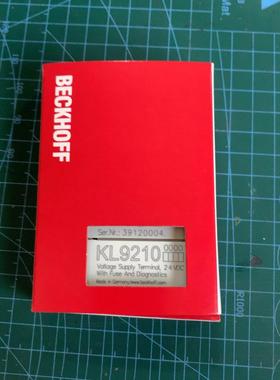 BECKHOFF
Ser.Nr.: 39120004
KL9210 0000
Voltage Supply Terminal, 24 VDC
With Fuse And Diagnostics
Made in Germany/www.beckhoff.com